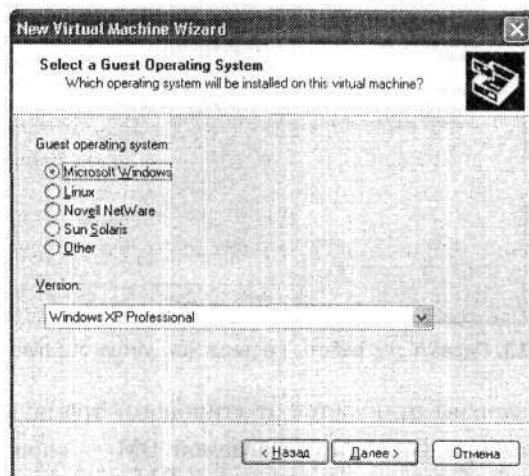 New Virtual Machine Wizard
Select a Guest Operating System
Which operating system will be installed on this virtual machine?
Guest operating system:
Microsoft Windows
Linux
Novell NetWare
Sun Solaris
Other
Version:
Windows XP Professional
< Назад
Далее >
Отмена